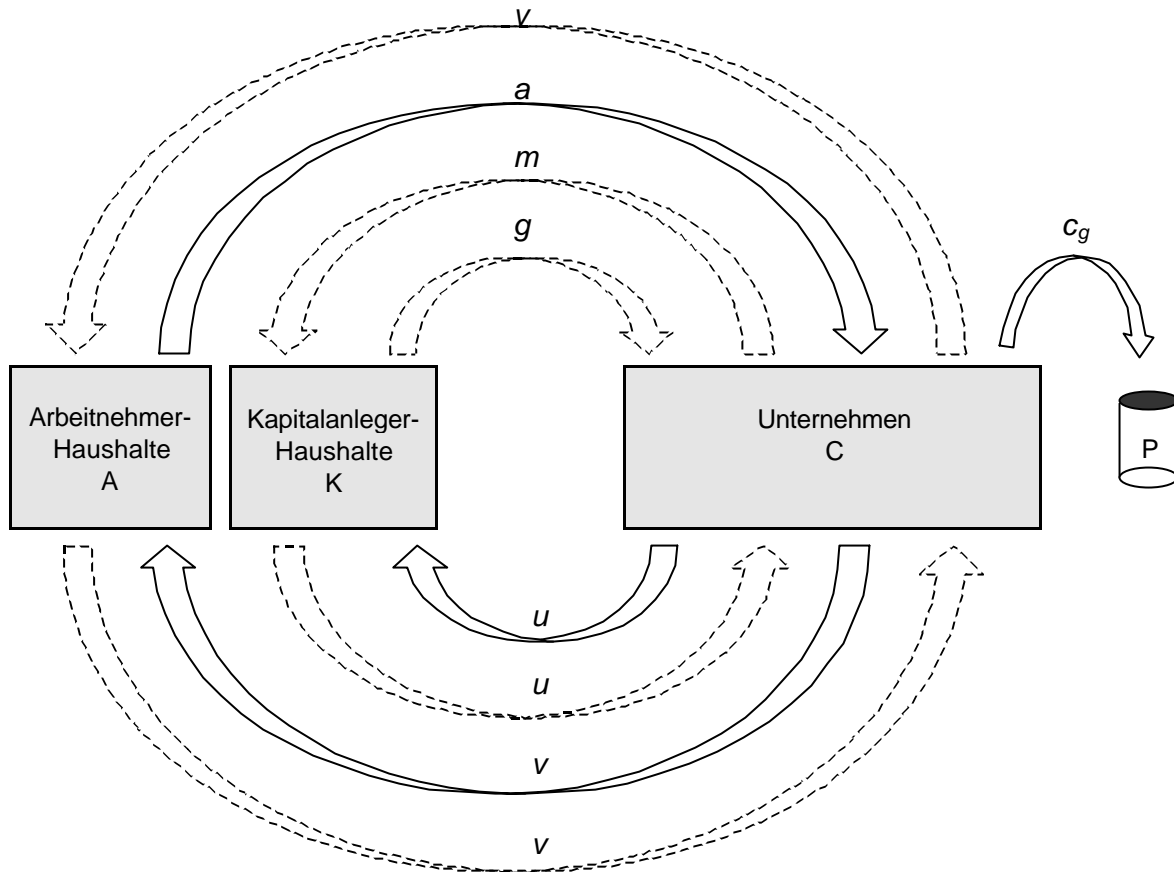 v
a
m
g
c_g
Arbeitnehmer-
Haushalte
A
Kapitalanleger-
Haushalte
K
Unternehmen
C
P
u
u
v
v